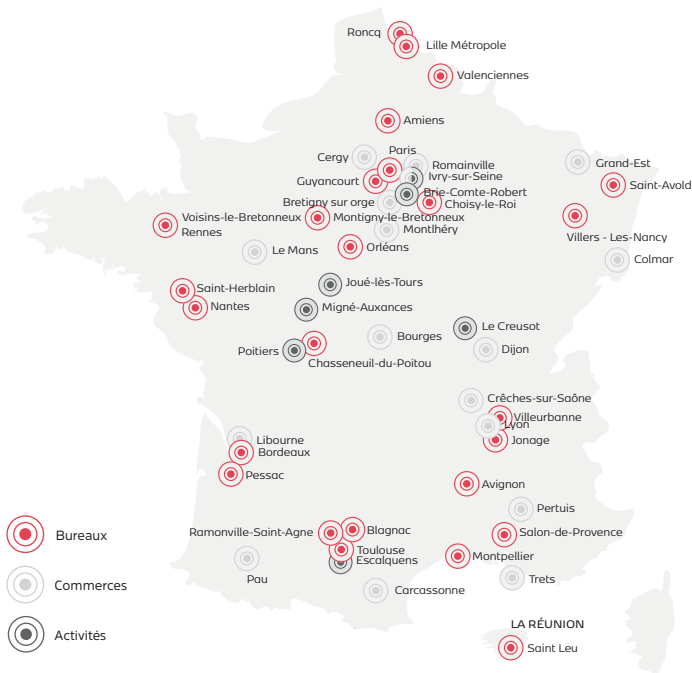 Roncq
Lille Métropole
Valenciennes
Amiens
Paris
Cergy
Romainville
Grand-Est
Guyancourt
Ivry-sur-Seine
Saint-Avold
Brie-Comte-Robert
Bretigny sur orge
Choisy-le-Roi
Voisins-le-Bretonneux
Montigny-le-Bretonneux
Rennes
Montlhéry
Villers - Les-Nancy
Le Mans
Orléans
Colmar
Joué-lès-Tours
Saint-Herblain
Nantes
Migné-Auxances
Le Creusot
Bourges
Poitiers
Dijon
Chasseneuil-du-Poitou
Crêches-sur-Saône
Villeurbanne
Lyon
Libourne
Jonage
Bordeaux
Pessac
Avignon
Pertuis
Bureaux
Ramonville-Saint-Agne
Blagnac
Salon-de-Provence
Toulouse
Montpellier
Escalquens
Pau
Trets
Commerces
Carcassonne
LA RÉUNION
Activités
Saint Leu